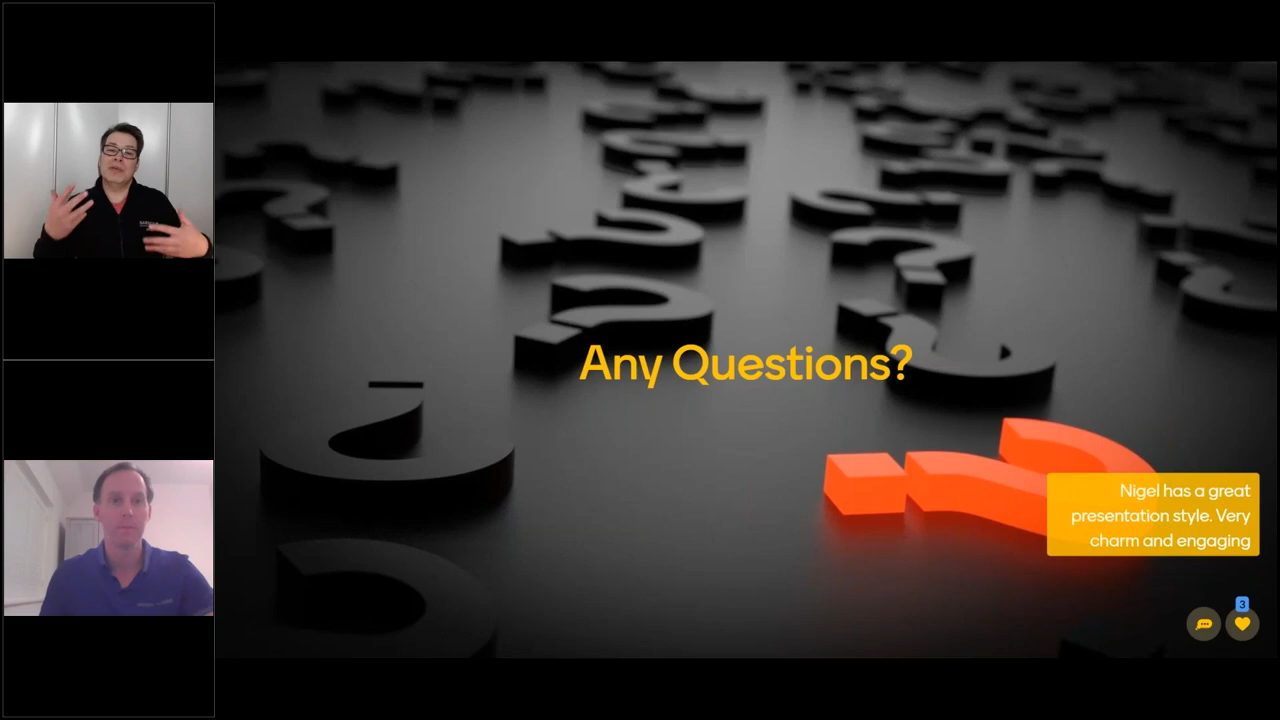 Any Questions?
Nigel has a great
presentation style. Very
charm and engaging
3